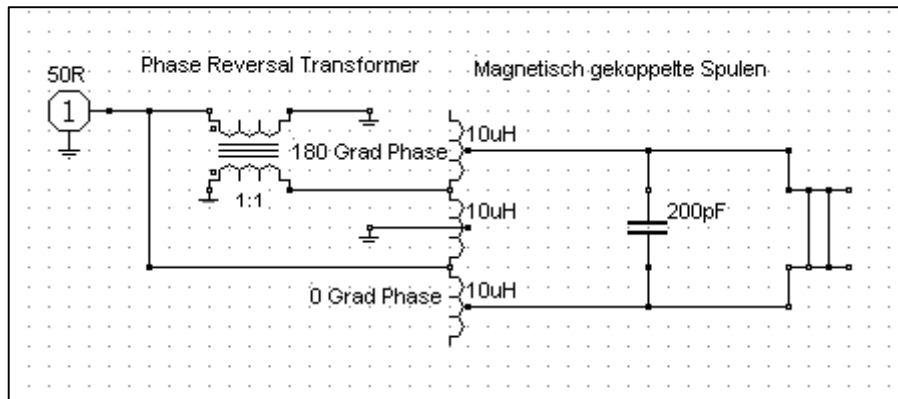 Phase Reversal Transformer
Magnetisch gekoppelte Spulen
50R
1
10uH
180 Grad Phase
1:1
10uH
200pF
0 Grad Phase
10uH